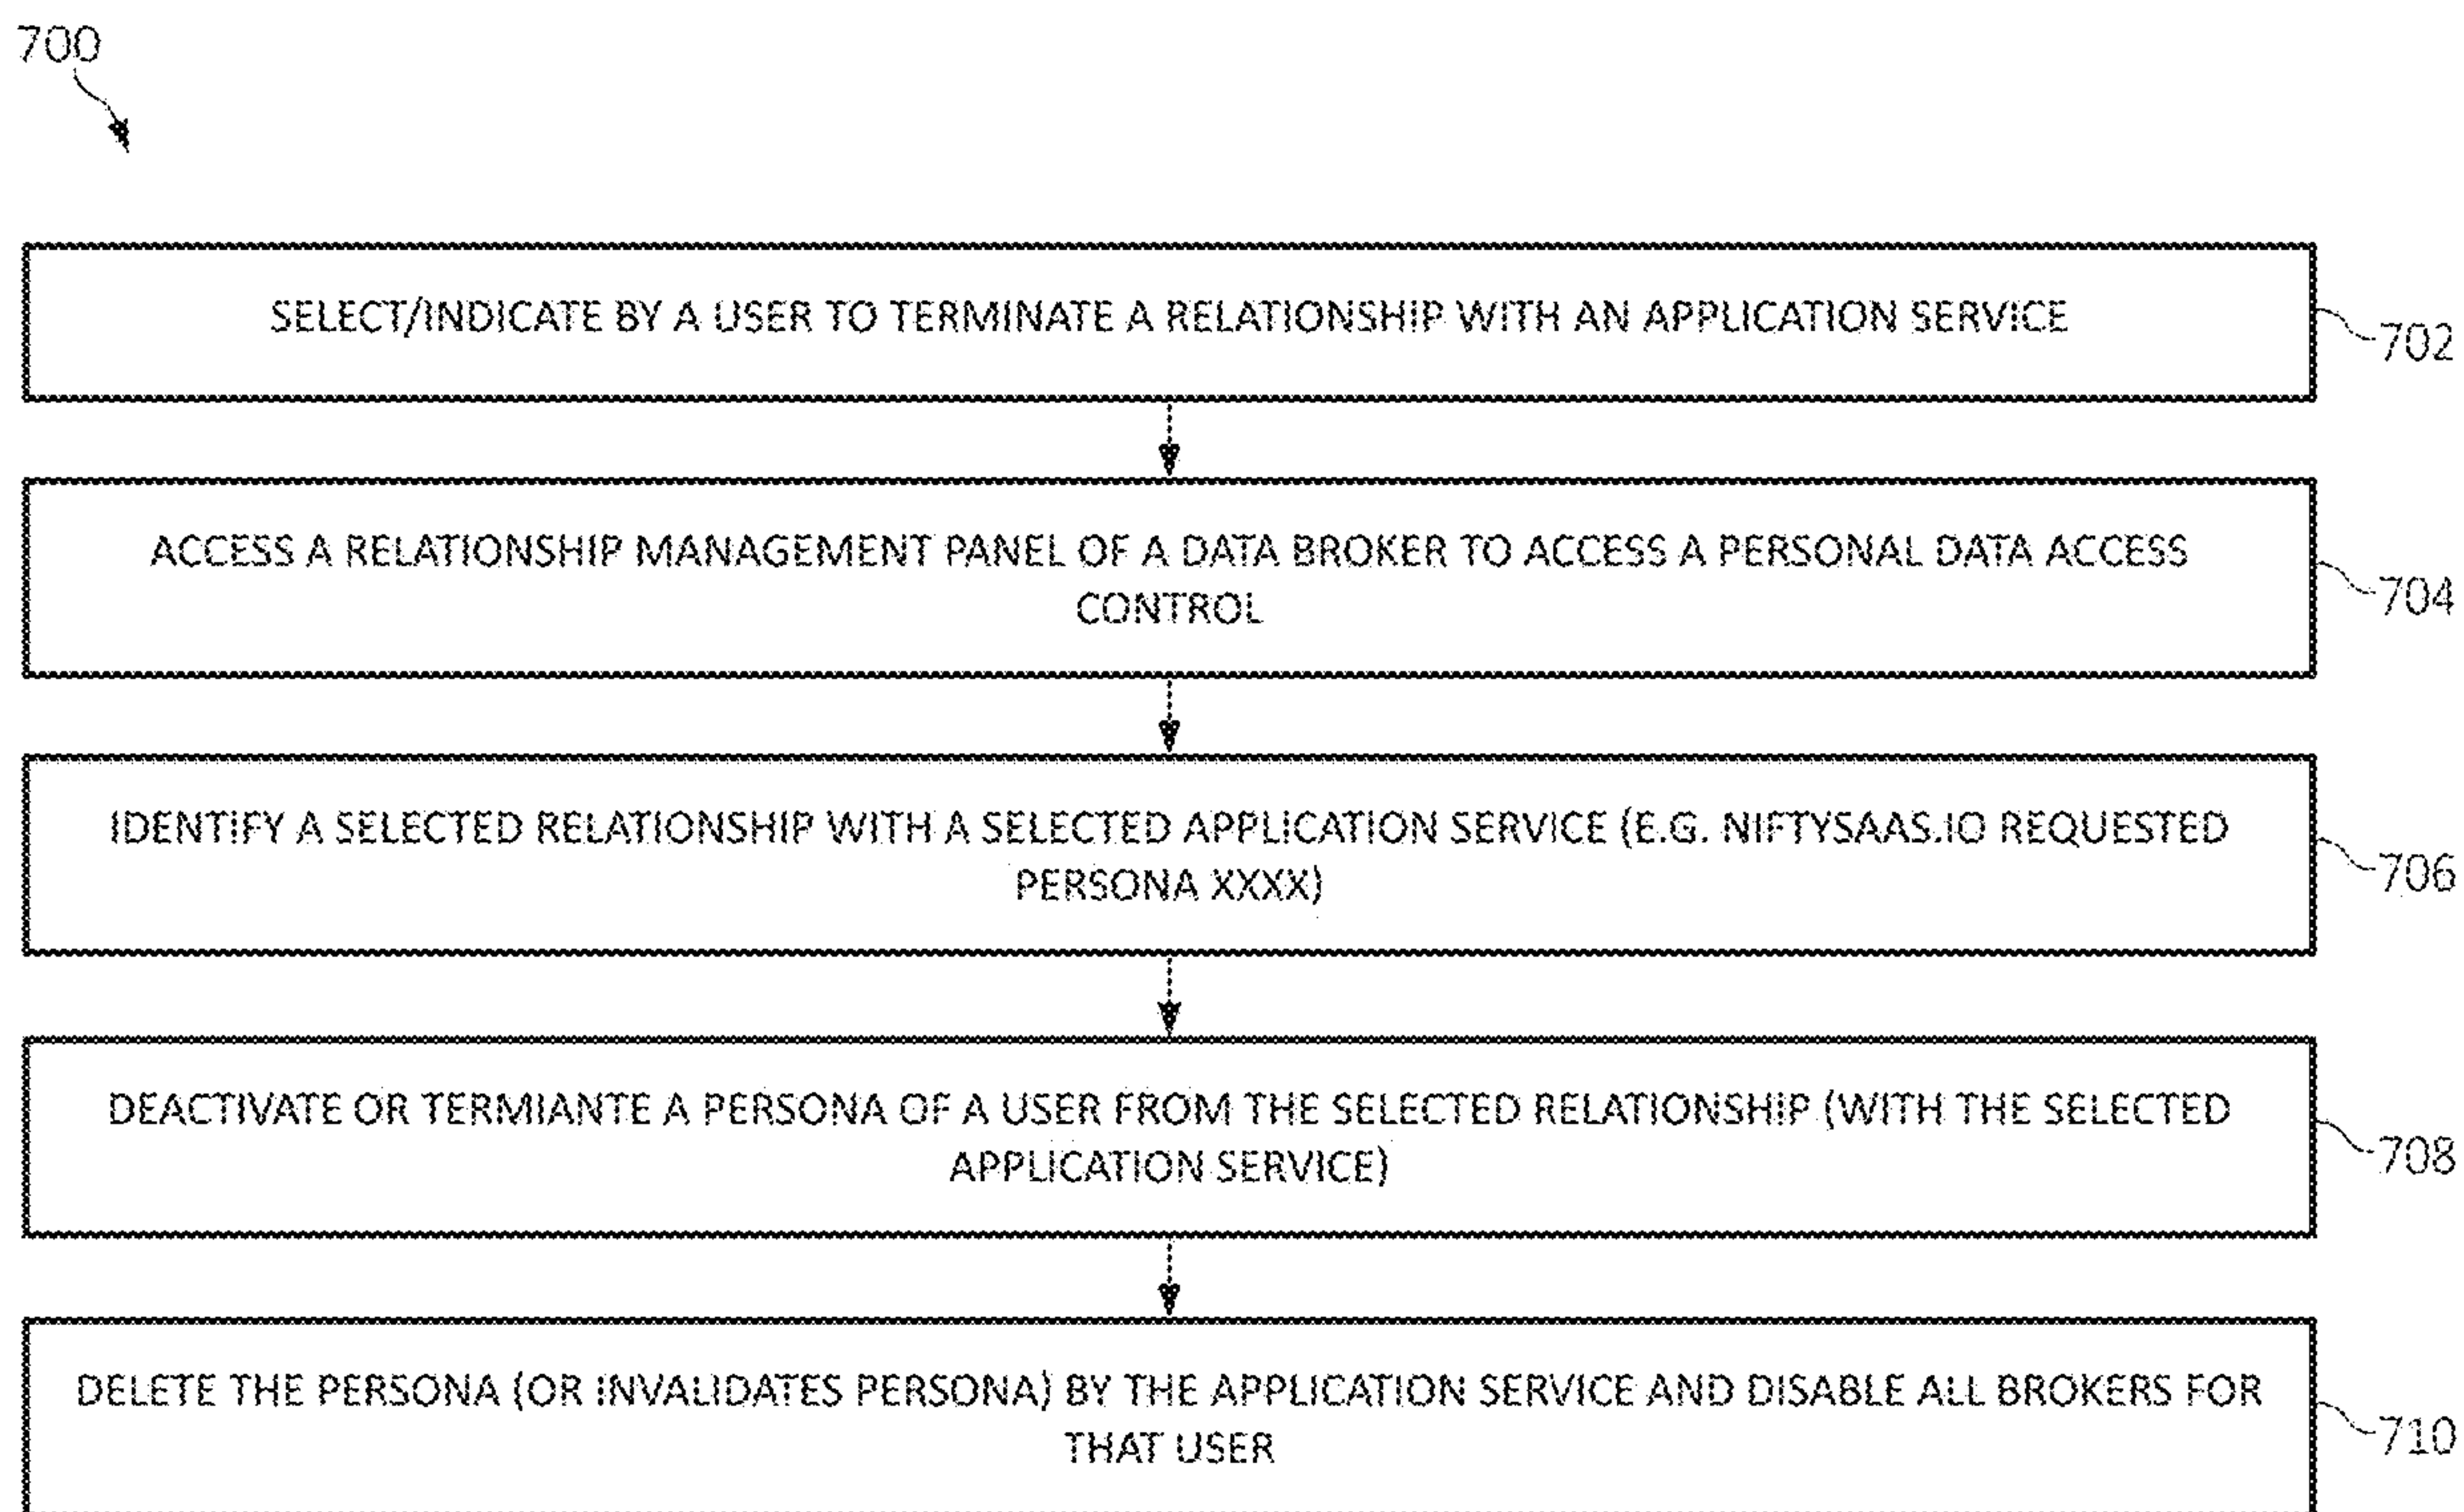 700
SELECT/INDICATE BY A USER TO TERMINATE A RELATIONSHIP WITH AN APPLICATION SERVICE
702
ACCESS A RELATIONSHIP MANAGEMENT PANEL OF A DATA BROKER TO ACCESS A PERSONAL DATA ACCESS
CONTROL
704
IDENTIFY A SELECTED RELATIONSHIP WITH A SELECTED APPLICATION SERVICE (E.G. NIFTYSAAS.IO REQUESTED
PERSONA XXXX)
706
DEACTIVATE OR TERMIANTE A PERSONA OF A USER FROM THE SELECTED RELATIONSHIP (WITH THE SELECTED
APPLICATION SERVICE)
708
DELETE THE PERSONA (OR INVALIDATES PERSONA) BY THE APPLICATION SERVICE AND DISABLE ALL BROKERS FOR
THAT USER
710